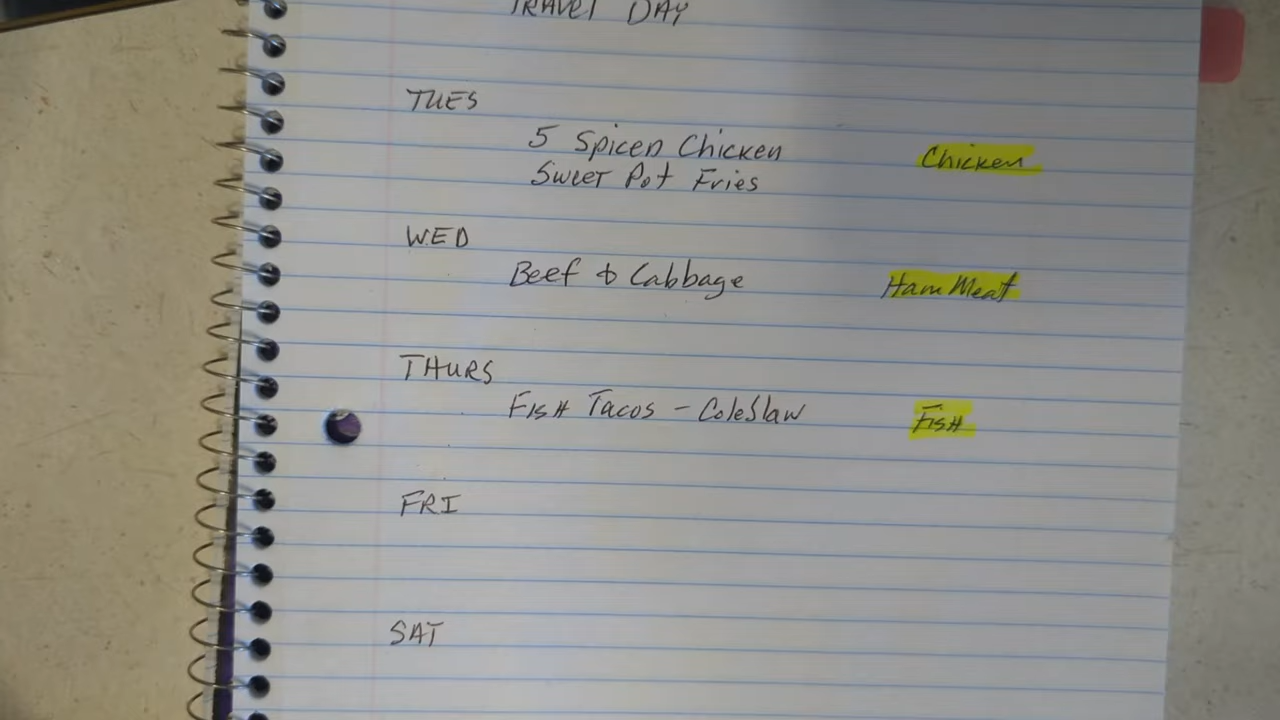 TRAVEL DAY
TUES
5 Spiced Chicken
Chicken
Sweet Pot Fries
WED
Beef & Cabbage
Ham Meat
THURS
Fish Tacos - Coleslaw
Fish
FRI
SAT